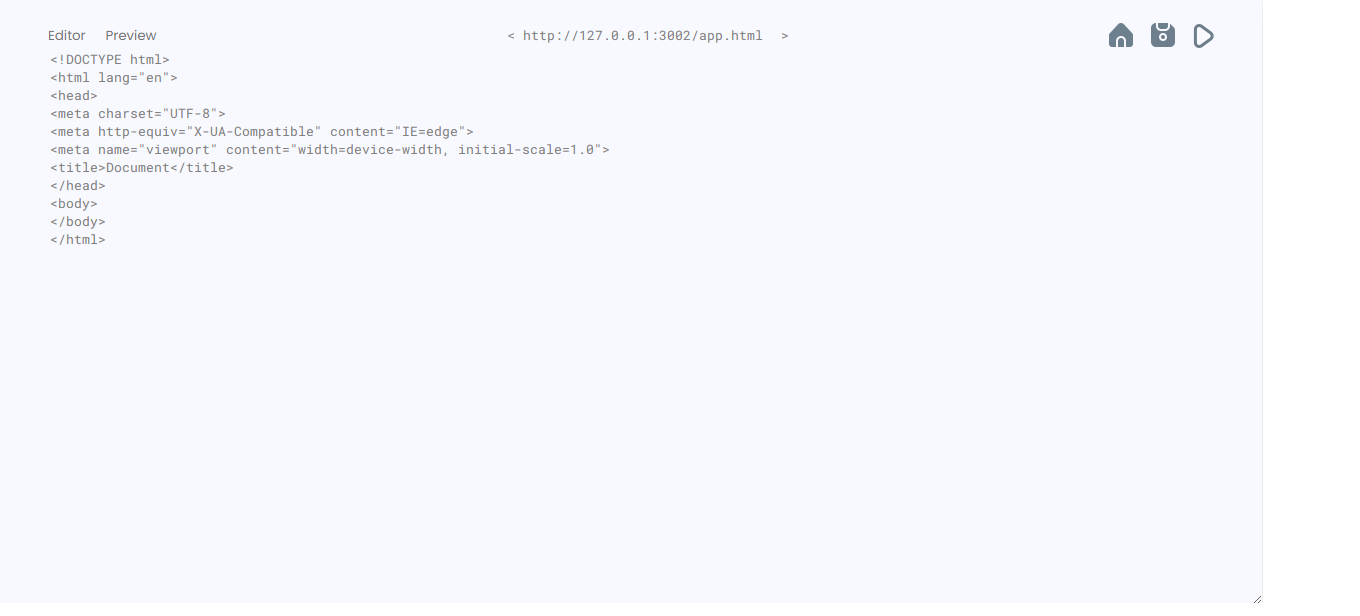 Editor Preview < http://127.0.0.1:3002/app.html >
<!DOCTYPE html>
<html lang="en">
<head>
<meta charset="UTF-8">
<meta http-equiv="X-UA-Compatible" content="IE=edge">
<meta name="viewport" content="width=device-width, initial-scale=1.0">
<title>Document</title>
</head>
<body>
</body>
</html>